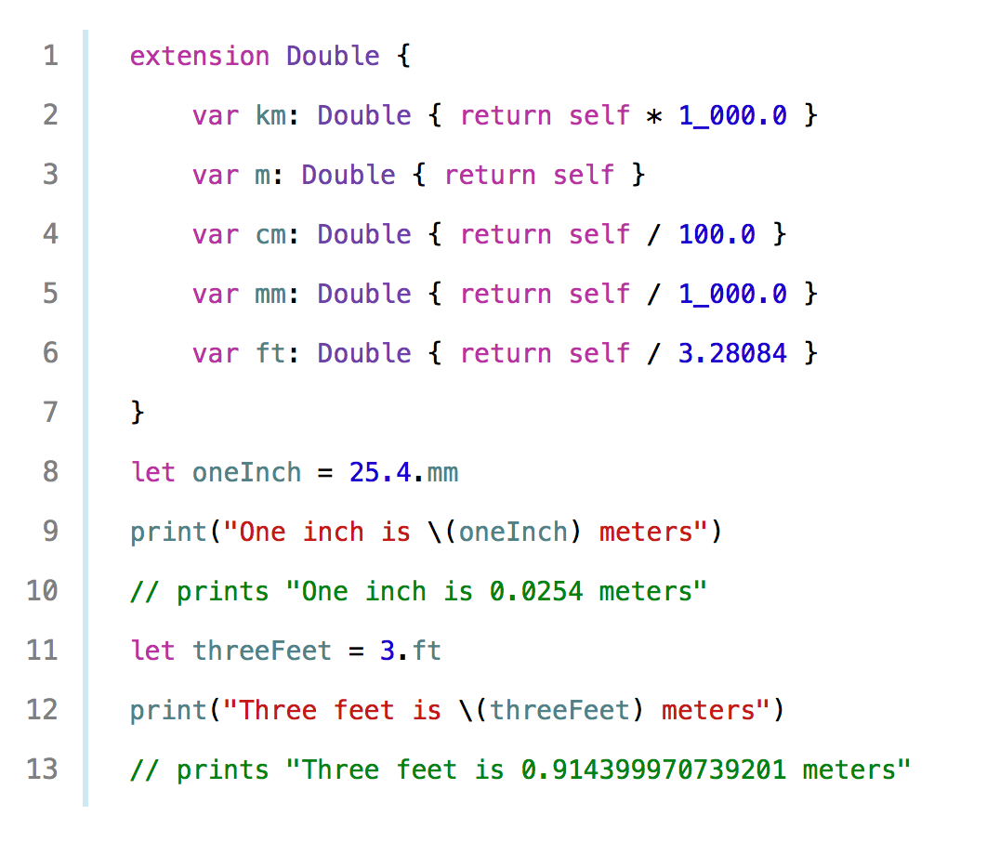 1 extension Double {
2     var km: Double { return self * 1_000.0 }
3     var m: Double { return self }
4     var cm: Double { return self / 100.0 }
5     var mm: Double { return self / 1_000.0 }
6     var ft: Double { return self / 3.28084 }
7 }
8 let oneInch = 25.4.mm
9 print("One inch is \(oneInch) meters")
10 // prints "One inch is 0.0254 meters"
11 let threeFeet = 3.ft
12 print("Three feet is \(threeFeet) meters")
13 // prints "Three feet is 0.914399970739201 meters"